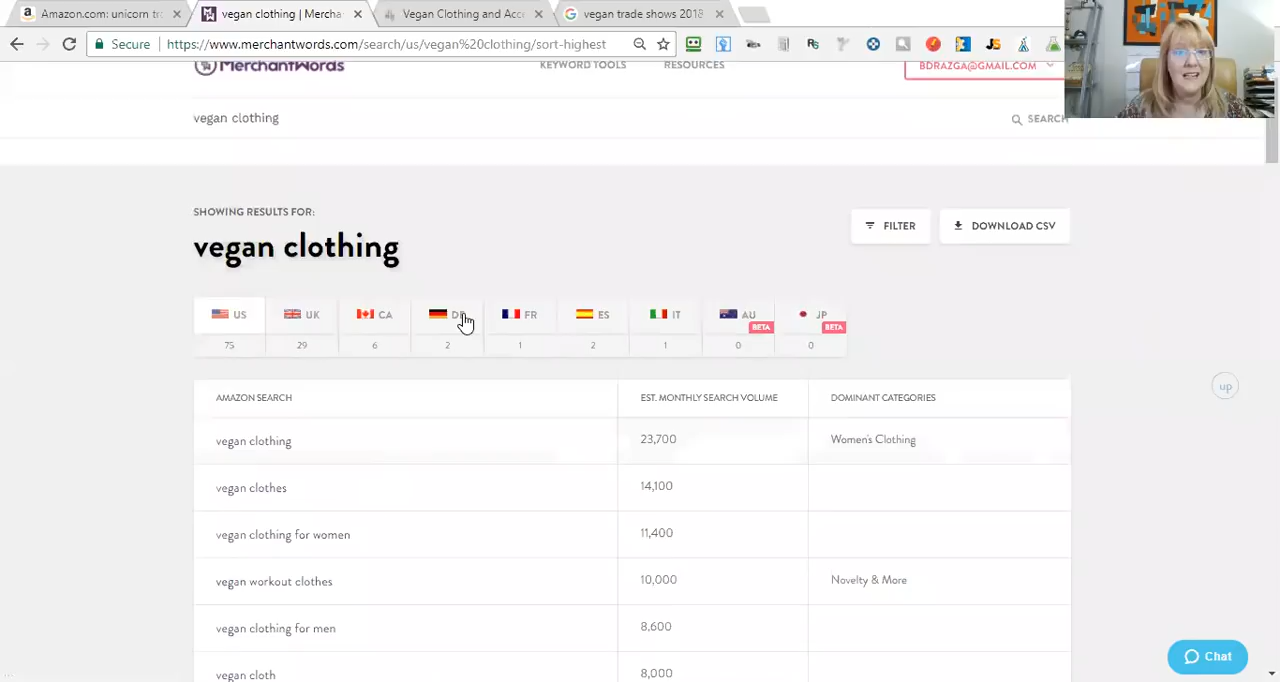 Amazon.com: unicorn tr
vegan clothing | Mercha
Vegan Clothing and Acce
vegan trade shows 2018
Secure
https://www.merchantwords.com/search/us/vegan%20clothing/sort-highest
MerchantWords
KEYWORD TOOLS
RESOURCES
BDRAZGA@GMAIL.COM
vegan clothing
SEARCH
SHOWING RESULTS FOR:
vegan clothing
FILTER
DOWNLOAD CSV
US UK CA DE FR ES IT AU JP
BETA BETA
75 29 6 2 1 2 1 0 0
AMAZON SEARCH EST. MONTHLY SEARCH VOLUME DOMINANT CATEGORIES
vegan clothing 23,700 Women's Clothing
vegan clothes 14,100
vegan clothing for women 11,400
vegan workout clothes 10,000 Novelty & More
vegan clothing for men 8,600
vegan cloth 8,000
up
Chat